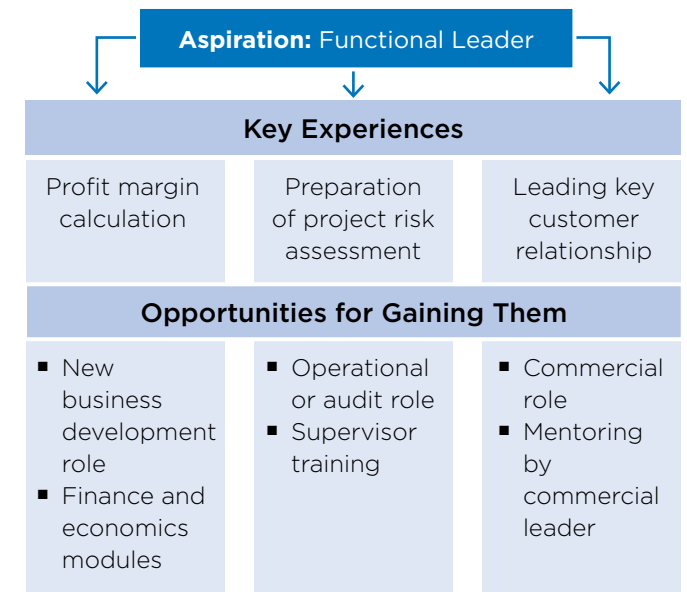 Aspiration: Functional Leader
Key Experiences
Profit margin
calculation
Preparation
of project risk
assessment
Leading key
customer
relationship
Opportunities for Gaining Them
▪ New
business
development
role
▪ Finance and
economics
modules
▪ Operational
or audit role
▪ Supervisor
training
▪ Commercial
role
▪ Mentoring
by
commercial
leader